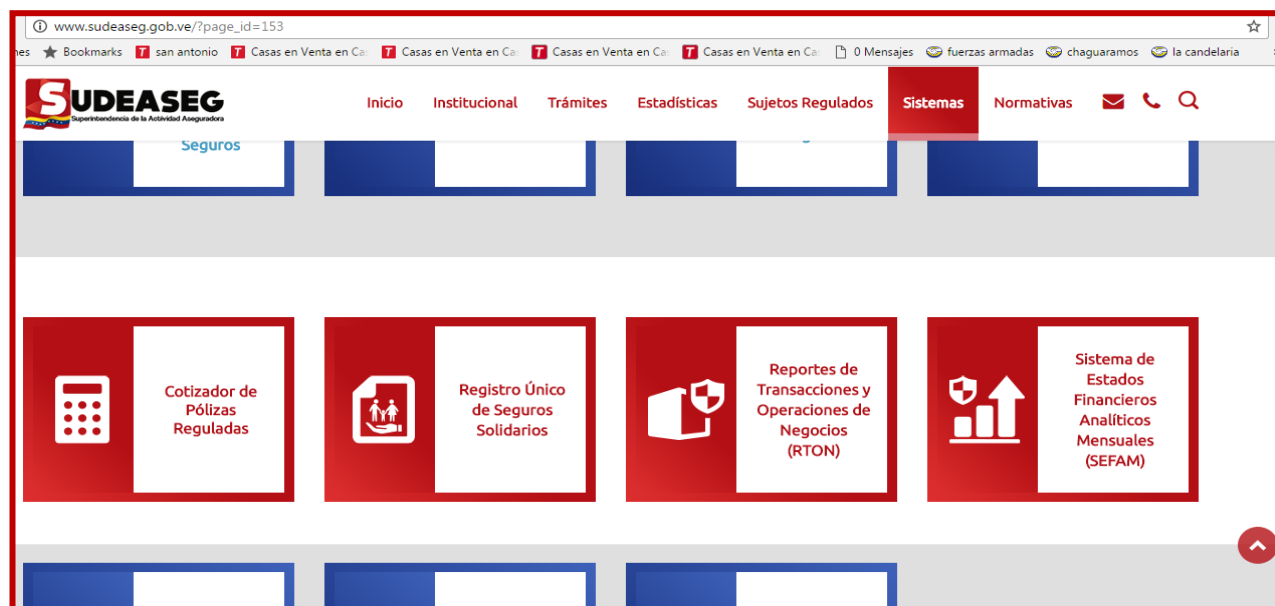 www.sudeaseg.gob.ve/?page_id=153
Bookmarks T san antonio T Casas en Venta en Ca T Casas en Venta en Ca T Casas en Venta en Ca T Casas en Venta en Ca 0 Mensajes fuerzas armadas chaguaramos la candelaria
SUDEASEG
Superintendencia de la Actividad Aseguradora
Inicio Institucional Trámites Estadísticas Sujetos Regulados Sistemas Normativas
Seguros
Cotizador de
Pólizas
Reguladas
Registro Único
de Seguros
Solidarios
Reportes de
Transacciones y
Operaciones de
Negocios
(RTON)
Sistema de
Estados
Financieros
Analíticos
Mensuales
(SEFAM)